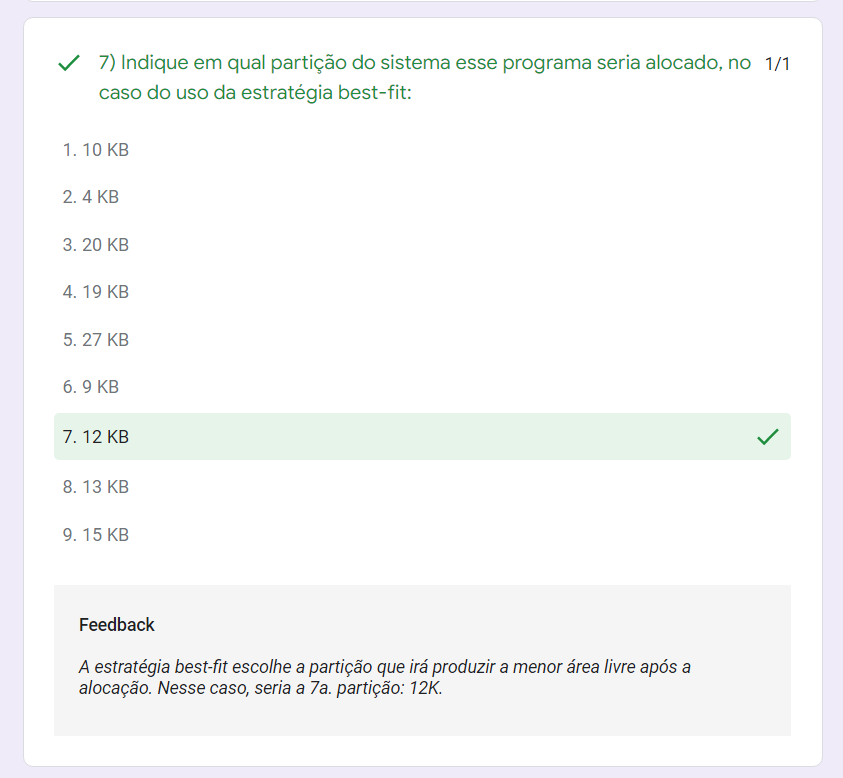 7) Indique em qual partição do sistema esse programa seria alocado, no 1/1
caso do uso da estratégia best-fit:
1. 10 KB
2. 4 KB
3. 20 KB
4. 19 KB
5. 27 KB
6. 9 KB
7. 12 KB
8. 13 KB
9. 15 KB
Feedback
A estratégia best-fit escolhe a partição que irá produzir a menor área livre após a
alocação. Nesse caso, seria a 7a. partição: 12K.